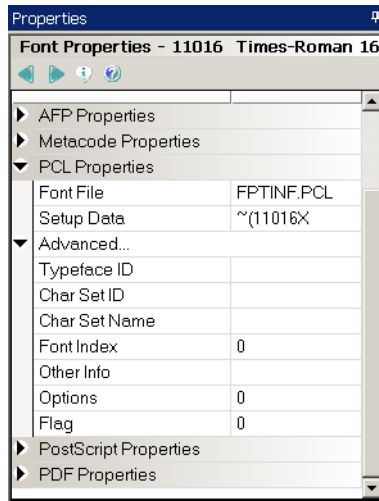 Properties
Font Properties - 11016 Times-Roman 16
AFP Properties
Metacode Properties
PCL Properties
Font File FPTINF.PCL
Setup Data ~(11016X
Advanced...
Typeface ID
Char Set ID
Char Set Name
Font Index 0
Other Info
Options 0
Flag 0
PostScript Properties
PDF Properties